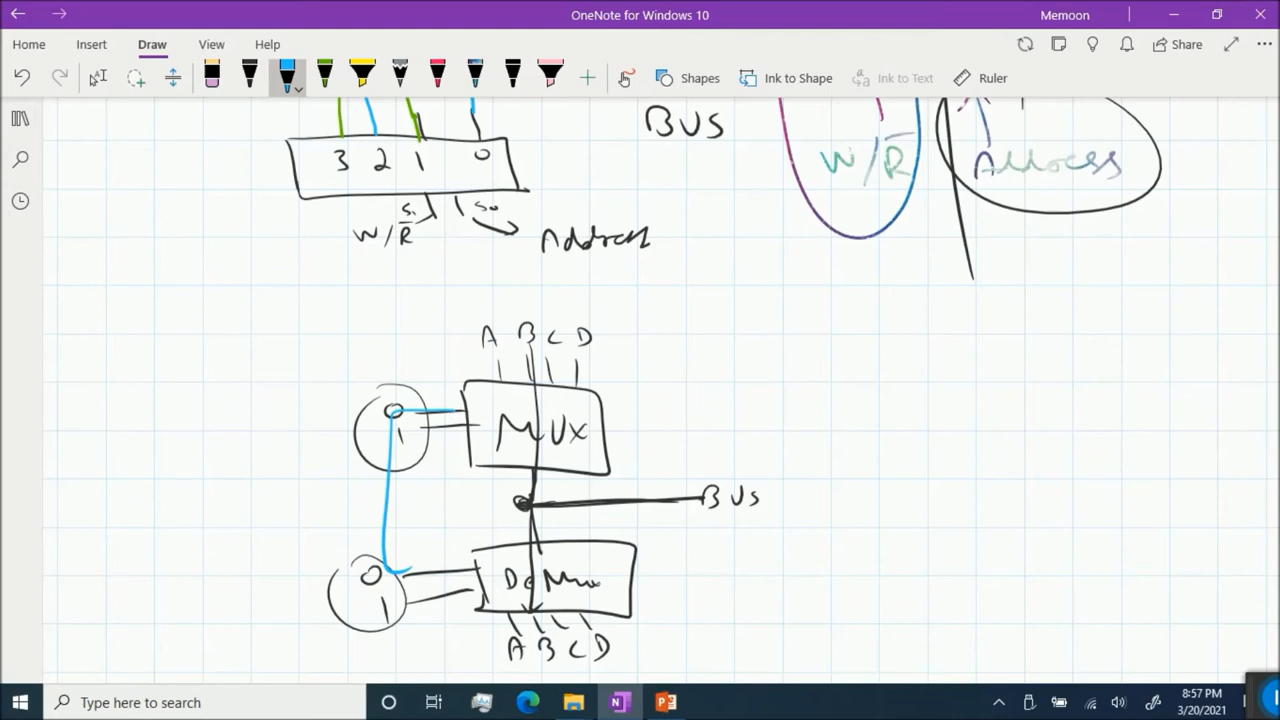 OneNote for Windows 10
Memoon
Home Insert Draw View Help
Share
Shapes
Ink to Shape
Ink to Text
Ruler
BUS
W/R̅
3 2 1 0
S₁ S₀
W/R̅
Address
A B C D
0
1
MUX
BUS
0
1
DeMux
A B C D
Type here to search
8:57 PM
3/20/2021